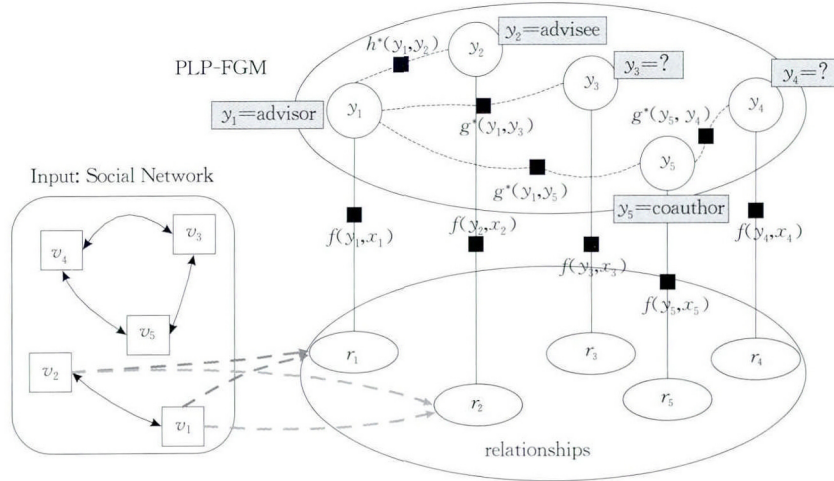 PLP-FGM
h*(y₁,y₂)
y₂
y₂=advisee
y₃
y₃=?
y₄=?
y₁=advisor
y₁
g*(y₁,y₃)
g*(y₅, y₄)
y₄
y₅
g*(y₁,y₅)
y₅=coauthor
f(y₁,x₁)
f(y₂,x₂)
f(y₃,x₃)
f(y₅,x₅)
f(y₄,x₄)
Input: Social Network
v₃
v₄
v₅
v₂
v₁
r₁
r₂
r₃
r₅
r₄
relationships